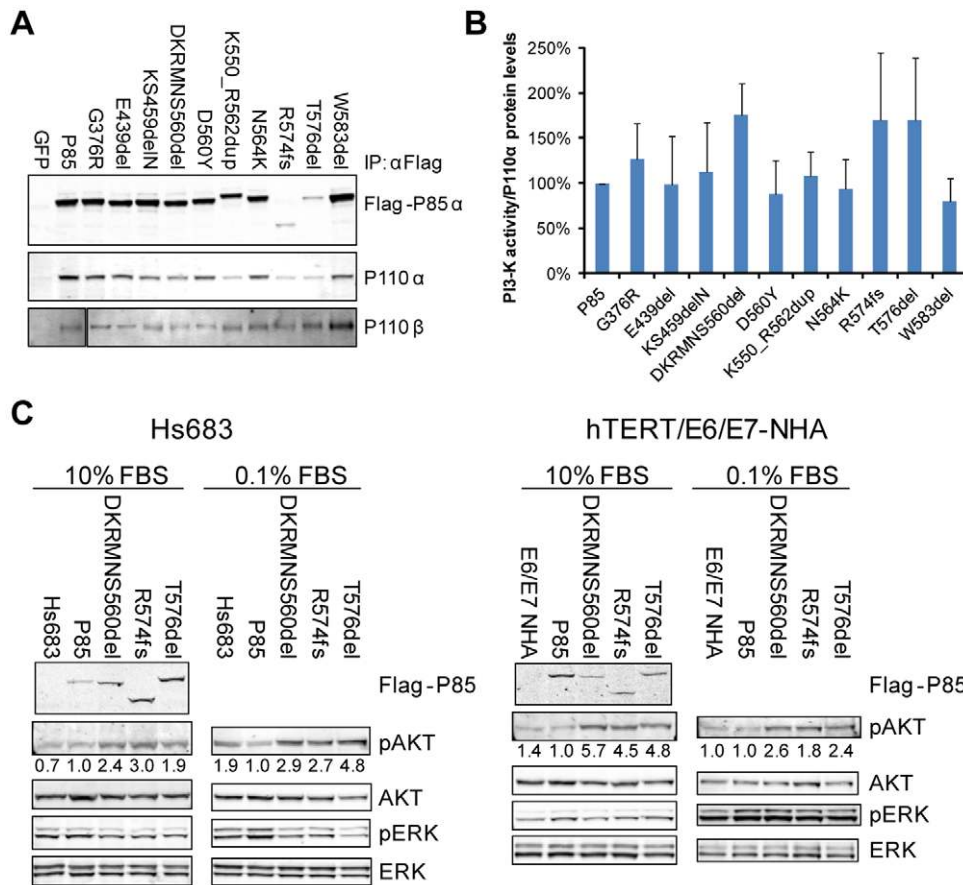 A
GFP
P85
G376R
E439del
KS459delN
DKRMNS560del
D560Y
K550_R562dup
N564K
R574fs
T576del
W583del
IP: αFlag
Flag-P85 α
P110 α
P110 β
B
PI3-K activity/P110α protein levels
250%
200%
150%
100%
50%
0%
P85
G376R
E439del
KS459delN
DKRMNS560del
D560Y
K550_R562dup
N564K
R574fs
T576del
W583del
C
Hs683
10% FBS
0.1% FBS
Hs683
P85
DKRMNS560del
R574fs
T576del
Hs683
P85
DKRMNS560del
R574fs
T576del
Flag-P85
pAKT
0.7 1.0 2.4 3.0 1.9
1.9 1.0 2.9 2.7 4.8
AKT
pERK
ERK
hTERT/E6/E7-NHA
10% FBS
0.1% FBS
E6/E7 NHA
P85
DKRMNS560del
R574fs
T576del
E6/E7 NHA
P85
DKRMNS560del
R574fs
T576del
Flag-P85
pAKT
1.4 1.0 5.7 4.5 4.8
1.0 1.0 2.6 1.8 2.4
AKT
pERK
ERK